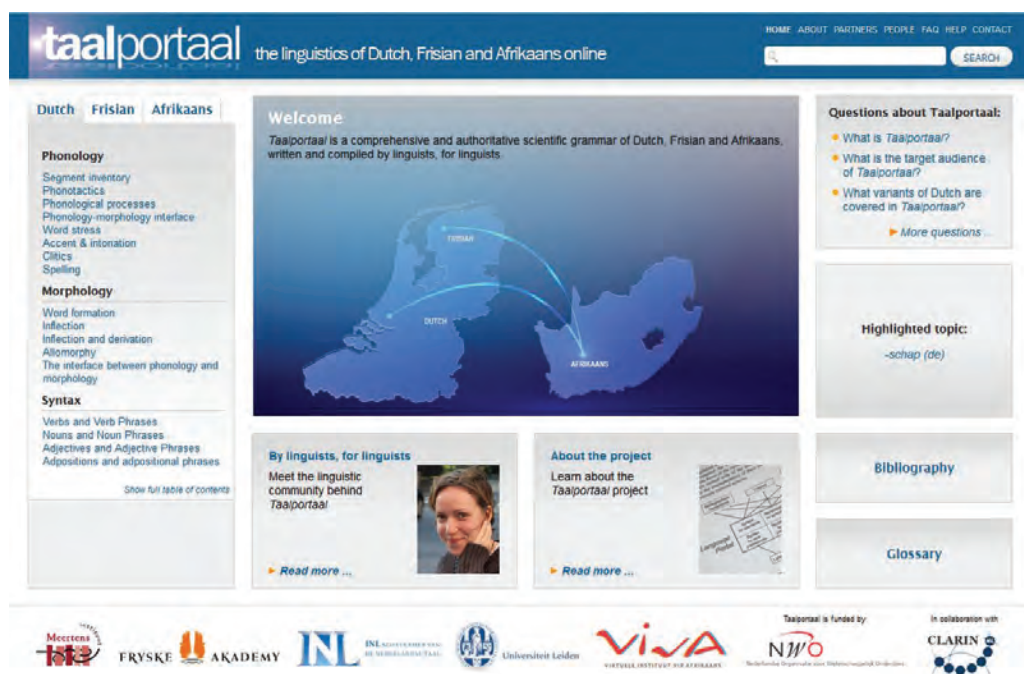 taalportaal the linguistics of Dutch, Frisian and Afrikaans online
HOME ABOUT PARTNERS PEOPLE FAQ HELP CONTACT
SEARCH
Dutch Frisian Afrikaans
Phonology
Segment inventory
Phonotactics
Phonological processes
Phonology-morphology interface
Word stress
Accent & intonation
Clitics
Spelling
Morphology
Word formation
Inflection
Inflection and derivation
Allomorphy
The interface between phonology and
morphology
Syntax
Verbs and Verb Phrases
Nouns and Noun Phrases
Adjectives and Adjective Phrases
Adpositions and adpositional phrases
Show full table of contents
Welcome
Taalportaal is a comprehensive and authoritative scientific grammar of Dutch, Frisian and Afrikaans,
written and compiled by linguists, for linguists.
FRISIAN
DUTCH
AFRIKAANS
By linguists, for linguists
Meet the linguistic
community behind
Taalportaal
Read more ...
About the project
Learn about the
Taalportaal project
Read more ...
Questions about Taalportaal:
What is Taalportaal?
What is the target audience
of Taalportaal?
What variants of Dutch are
covered in Taalportaal?
More questions ...
Highlighted topic:
-schap (de)
Bibliography
Glossary
Meertens
FRYSKE AKADEMY
INL
Universiteit Leiden
VivA
VIRTUELE INSTITUUT VIR AFRIKAANS
Taalportaal is funded by
NWO
In collaboration with
CLARIN